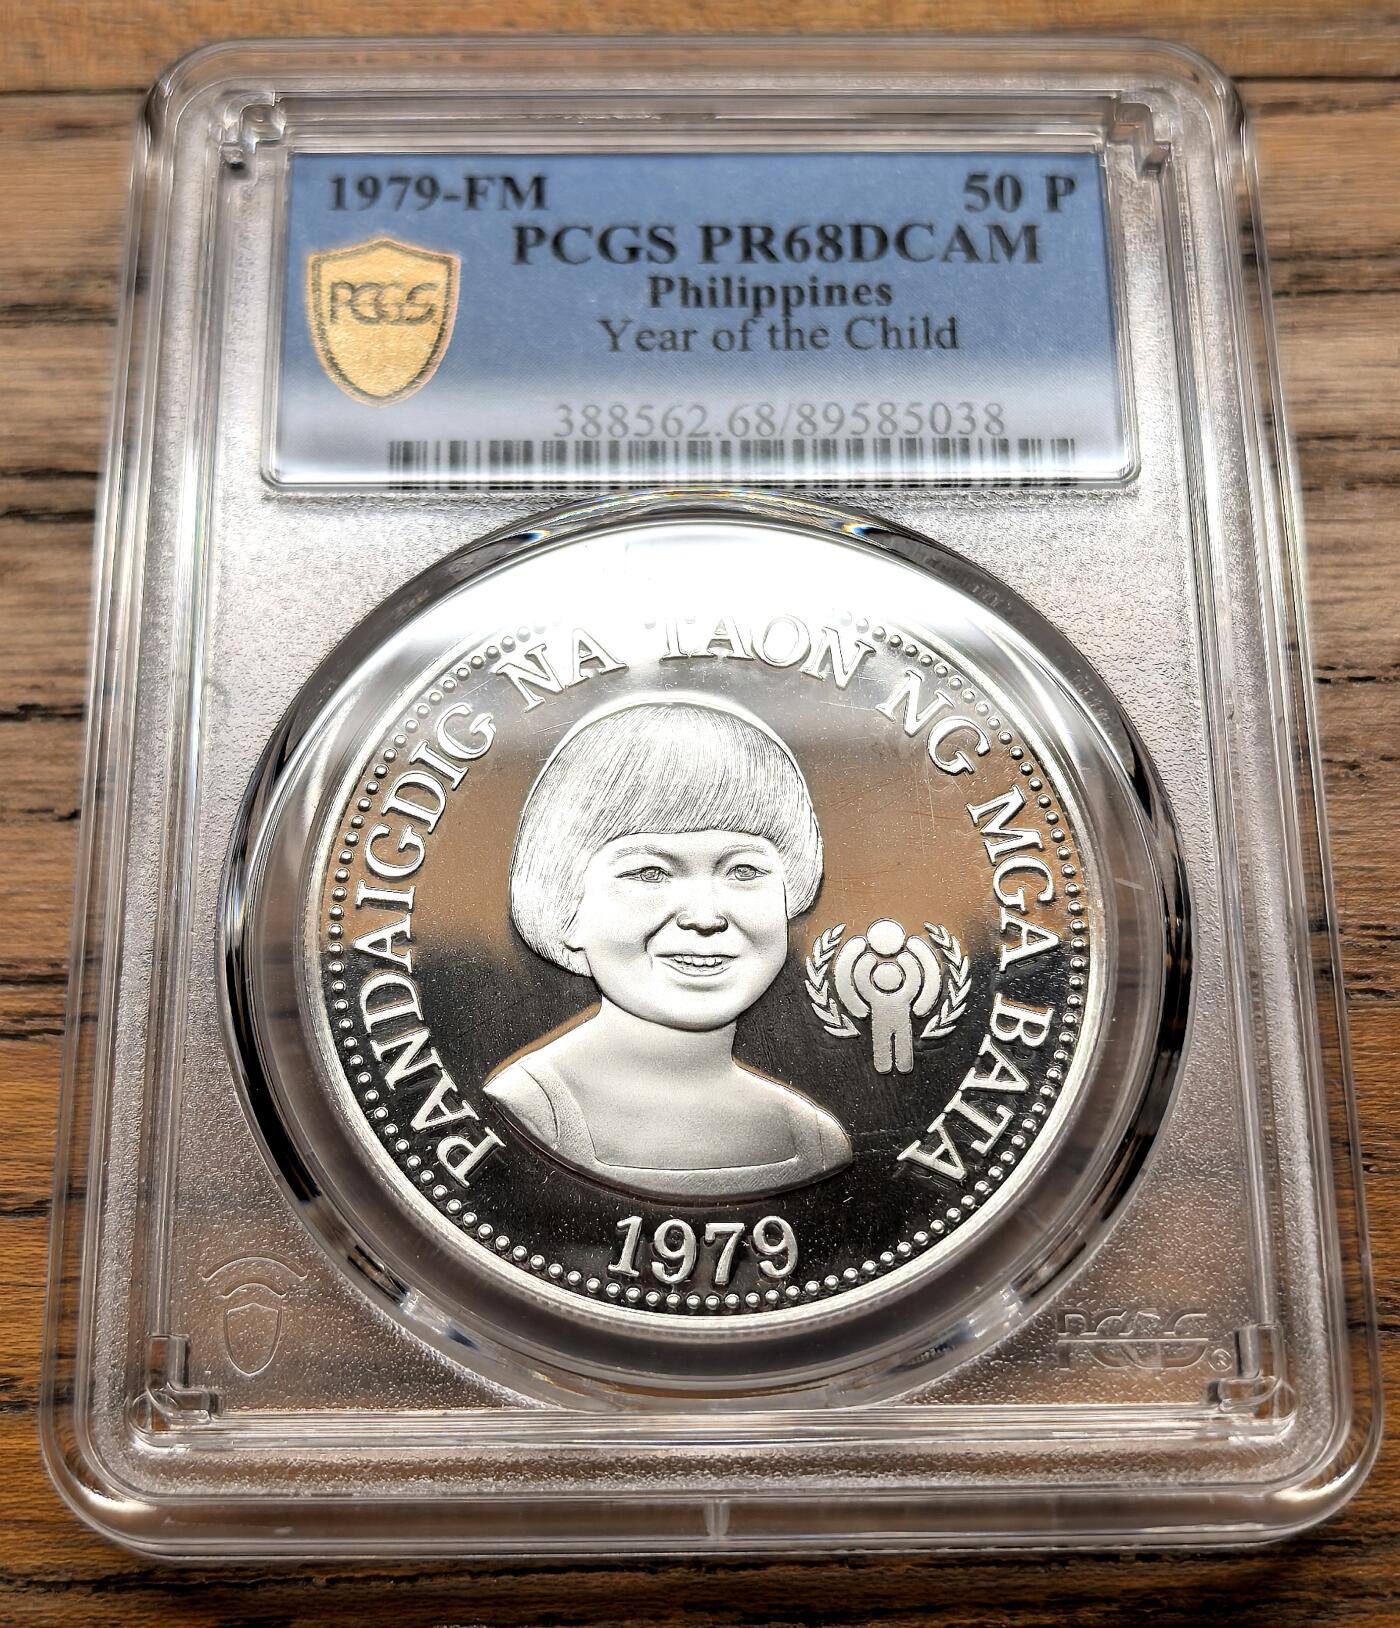 1979-FM 50 P
PCGS PR68DCAM
PCGS
Philippines
Year of the Child
388562.68/89585038
PANDAIGDIG NA TAON NG MGA BATA
1979
PCGS®